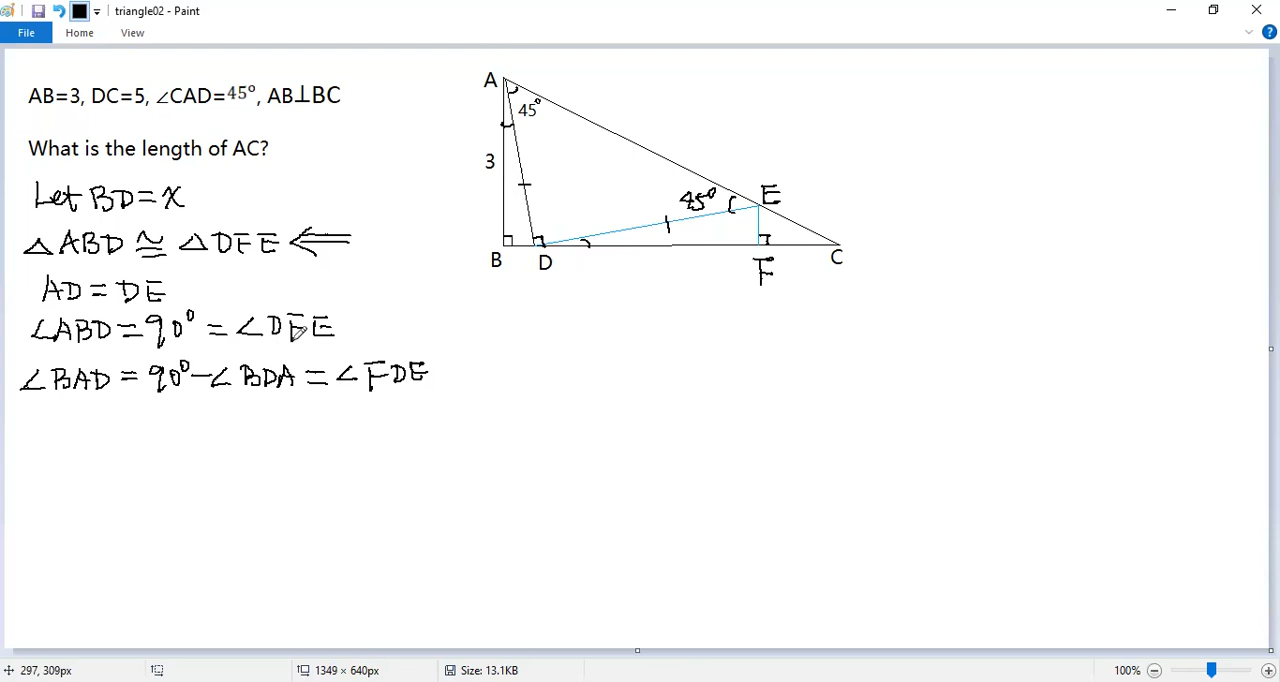 triangle02 - Paint
File Home View
AB=3, DC=5, ∠CAD=45°, AB⊥BC
What is the length of AC?
Let BD = x
△ABD ≅ △DFE ⇐
AD = DE
∠ABD = 90° = ∠DFE
∠BAD = 90° - ∠BDA = ∠FDE
A
45°
3
45°
E
B
D
F
C
297, 309px
1349 × 640px
Size: 13.1KB
100%